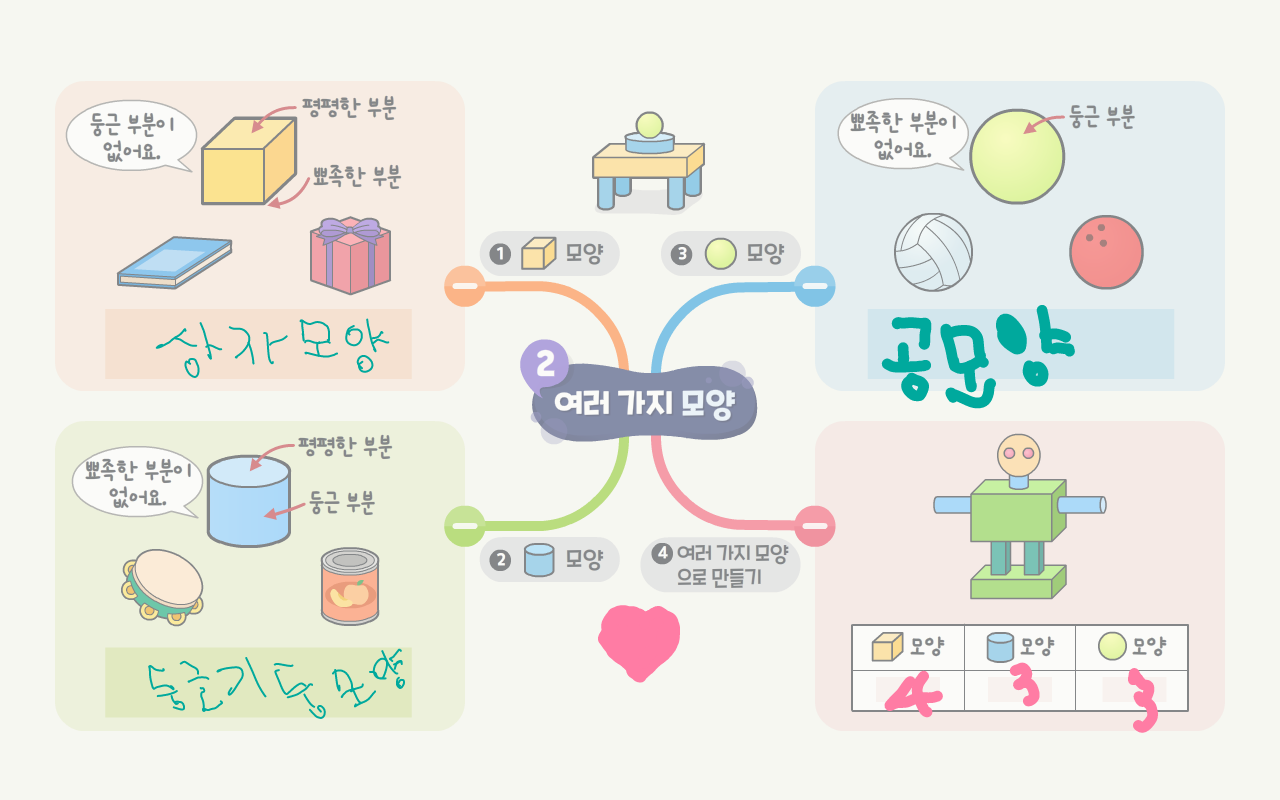 둥근 부분이
없어요.
평평한 부분
뾰족한 부분
상자모양
1 모양
3 모양
뾰족한 부분이
없어요.
둥근 부분
공모양
2
여러 가지 모양
뾰족한 부분이
없어요.
평평한 부분
둥근 부분
둥근기둥모양
2 모양
4 여러 가지 모양
으로 만들기
모양 모양 모양
4 3 3